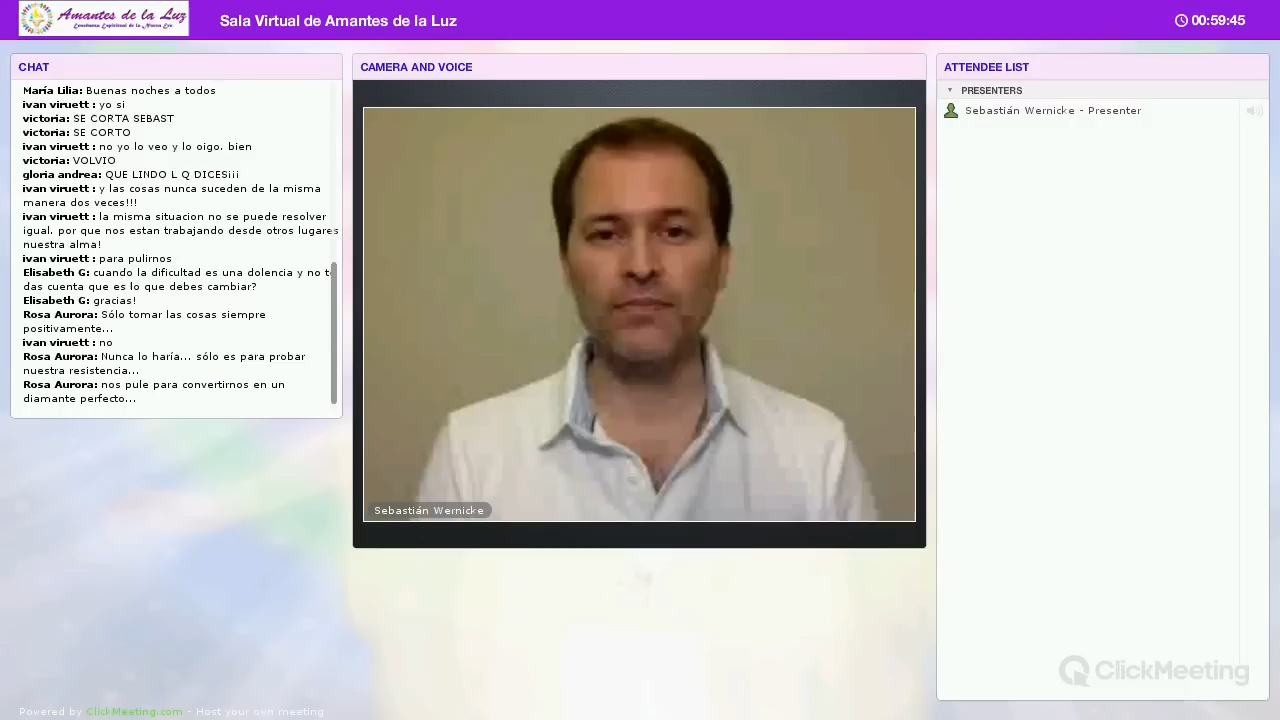 Amantes de la Luz
Enseñanza Espiritual de la Nueva Era
Sala Virtual de Amantes de la Luz
00:59:45
CHAT
María Lilia: Buenas noches a todos
ivan viruett : yo si
victoria: SE CORTA SEBAST
victoria: SE CORTO
ivan viruett : no yo lo veo y lo oigo. bien
victoria: VOLVIO
gloria andrea: QUE LINDO L Q DICES¡¡¡
ivan viruett : y las cosas nunca suceden de la misma
manera dos veces!!!
ivan viruett : la misma situacion no se puede resolver
igual. por que nos estan trabajando desde otros lugares
nuestra alma!
ivan viruett : para pulirnos
Elisabeth G: cuando la dificultad es una dolencia y no t
das cuenta que es lo que debes cambiar?
Elisabeth G: gracias!
Rosa Aurora: Sólo tomar las cosas siempre
positivamente...
ivan viruett : no
Rosa Aurora: Nunca lo haría... sólo es para probar
nuestra resistencia...
Rosa Aurora: nos pule para convertirnos en un
diamante perfecto...
CAMERA AND VOICE
Sebastián Wernicke
ATTENDEE LIST
PRESENTERS
Sebastián Wernicke - Presenter
ClickMeeting
Powered by ClickMeeting.com - Host your own meeting